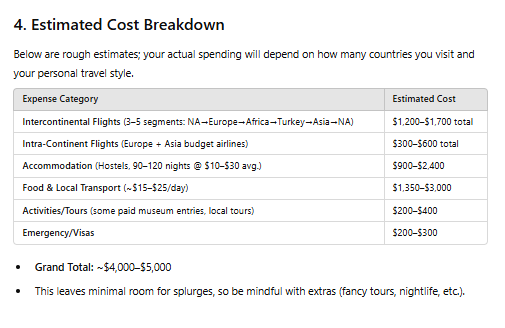 4. Estimated Cost Breakdown
Below are rough estimates; your actual spending will depend on how many countries you visit and
your personal travel style.
Expense Category Estimated Cost
Intercontinental Flights (3–5 segments: NA→Europe→Africa→Turkey→Asia→NA) $1,200–$1,700 total
Intra-Continent Flights (Europe + Asia budget airlines) $300–$600 total
Accommodation (Hostels, 90–120 nights @ $10–$30 avg.) $900–$2,400
Food & Local Transport (~$15–$25/day) $1,350–$3,000
Activities/Tours (some paid museum entries, local tours) $200–$400
Emergency/Visas $200–$300
• Grand Total: ~$4,000–$5,000
• This leaves minimal room for splurges, so be mindful with extras (fancy tours, nightlife, etc.).